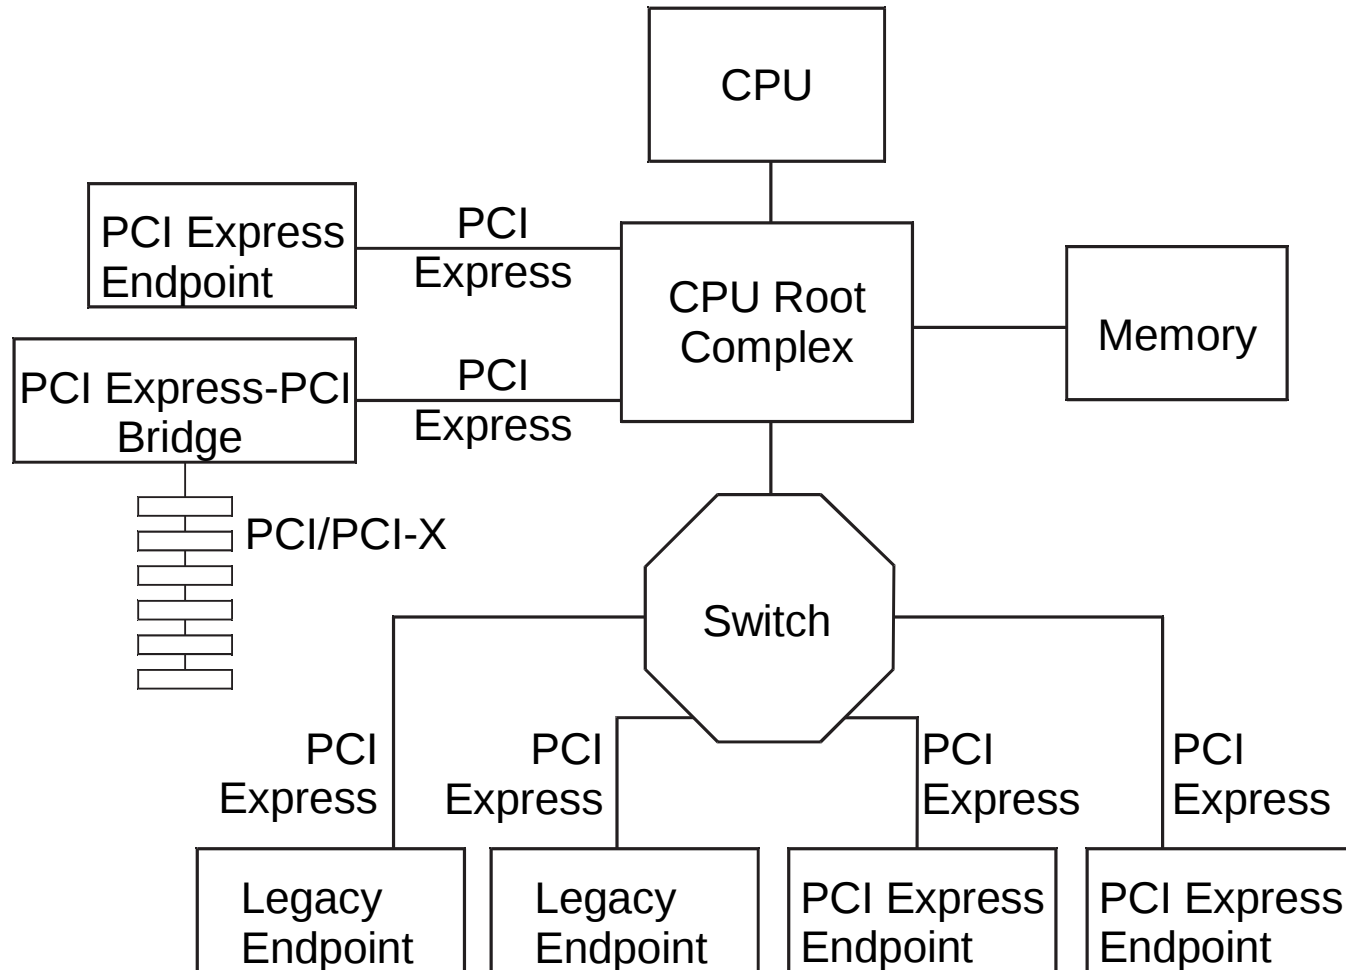 CPU
PCI Express
Endpoint
PCI
Express
CPU Root
Complex
Memory
PCI Express-PCI
Bridge
PCI
Express
PCI/PCI-X
Switch
PCI
Express
PCI
Express
PCI
Express
PCI
Express
Legacy
Endpoint
Legacy
Endpoint
PCI Express
Endpoint
PCI Express
Endpoint